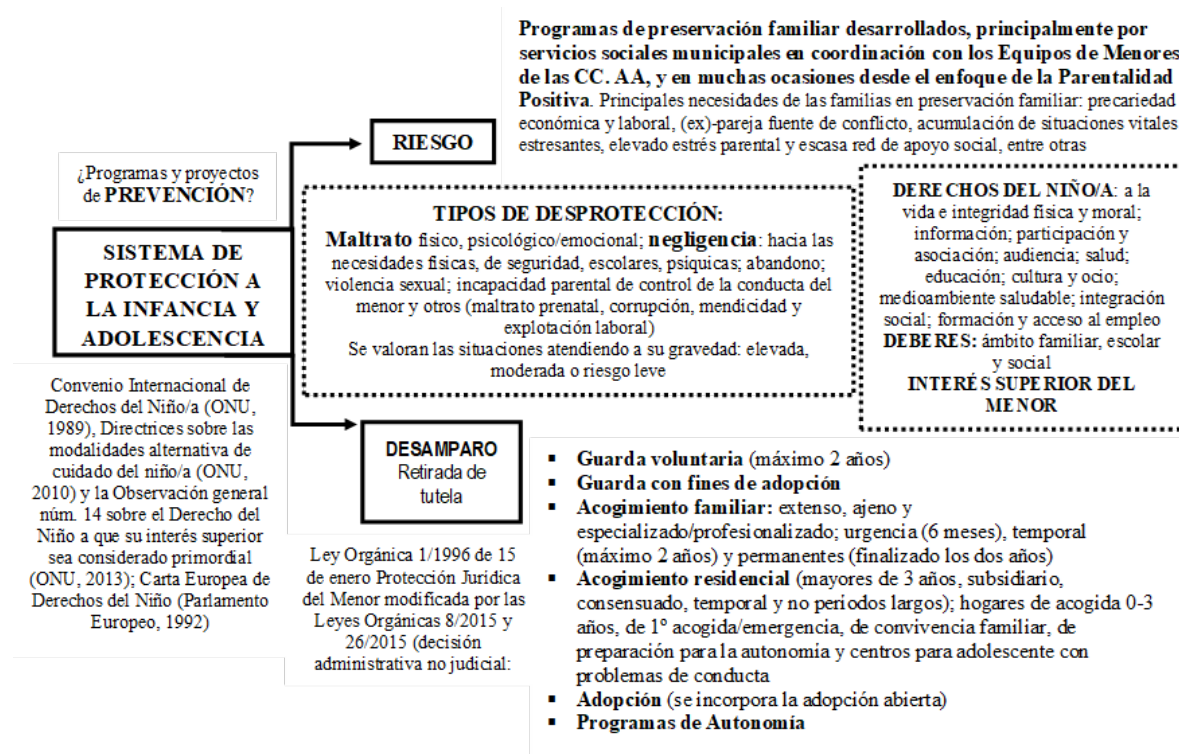 Programas de preservación familiar desarrollados, principalmente por
servicios sociales municipales en coordinación con los Equipos de Menores
de las CC. AA, y en muchas ocasiones desde el enfoque de la Parentalidad
Positiva. Principales necesidades de las familias en preservación familiar: precariedad
económica y laboral, (ex)-pareja fuente de conflicto, acumulación de situaciones vitales
estresantes, elevado estrés parental y escasa red de apoyo social, entre otras
RIESGO
¿Programas y proyectos
de PREVENCIÓN?
SISTEMA DE
PROTECCIÓN A
LA INFANCIA Y
ADOLESCENCIA
TIPOS DE DESPROTECCIÓN:
Maltrato físico, psicológico/emocional; negligencia: hacia las
necesidades físicas, de seguridad, escolares, psíquicas; abandono;
violencia sexual; incapacidad parental de control de la conducta del
menor y otros (maltrato prenatal, corrupción, mendicidad y
explotación laboral)
Se valoran las situaciones atendiendo a su gravedad: elevada,
moderada o riesgo leve
DERECHOS DEL NIÑO/A: a la
vida e integridad física y moral;
información; participación y
asociación; audiencia; salud;
educación; cultura y ocio;
medioambiente saludable; integración
social; formación y acceso al empleo
DEBERES: ámbito familiar, escolar
y social
INTERÉS SUPERIOR DEL
MENOR
Convenio Internacional de
Derechos del Niño/a (ONU,
1989), Directrices sobre las
modalidades alternativa de
cuidado del niño/a (ONU,
2010) y la Observación general
núm. 14 sobre el Derecho del
Niño a que su interés superior
sea considerado primordial
(ONU, 2013); Carta Europea de
Derechos del Niño (Parlamento
Europeo, 1992)
DESAMPARO
Retirada de
tutela
Ley Orgánica 1/1996 de 15
de enero Protección Jurídica
del Menor modificada por las
Leyes Orgánicas 8/2015 y
26/2015 (decisión
administrativa no judicial:
▪ Guarda voluntaria (máximo 2 años)
▪ Guarda con fines de adopción
▪ Acogimiento familiar: extenso, ajeno y
especializado/profesionalizado; urgencia (6 meses), temporal
(máximo 2 años) y permanentes (finalizado los dos años)
▪ Acogimiento residencial (mayores de 3 años, subsidiario,
consensuado, temporal y no períodos largos); hogares de acogida 0-3
años, de 1º acogida/emergencia, de convivencia familiar, de
preparación para la autonomía y centros para adolescente con
problemas de conducta
▪ Adopción (se incorpora la adopción abierta)
▪ Programas de Autonomía